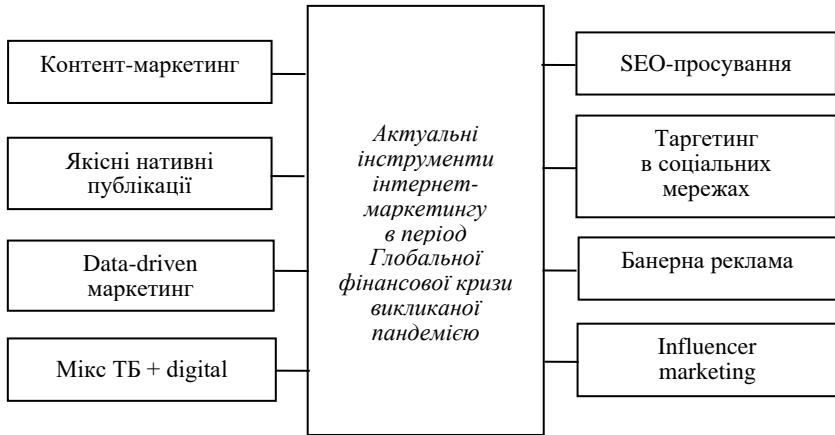 Контент-маркетинг
Якісні нативні
публікації
Data-driven
маркетинг
Мікс ТБ + digital
Актуальні
інструменти
інтернет-
маркетингу
в період
Глобальної
фінансової кризи
викликаної
пандемією
SEO-просування
Таргетинг
в соціальних
мережах
Банерна реклама
Influencer
marketing